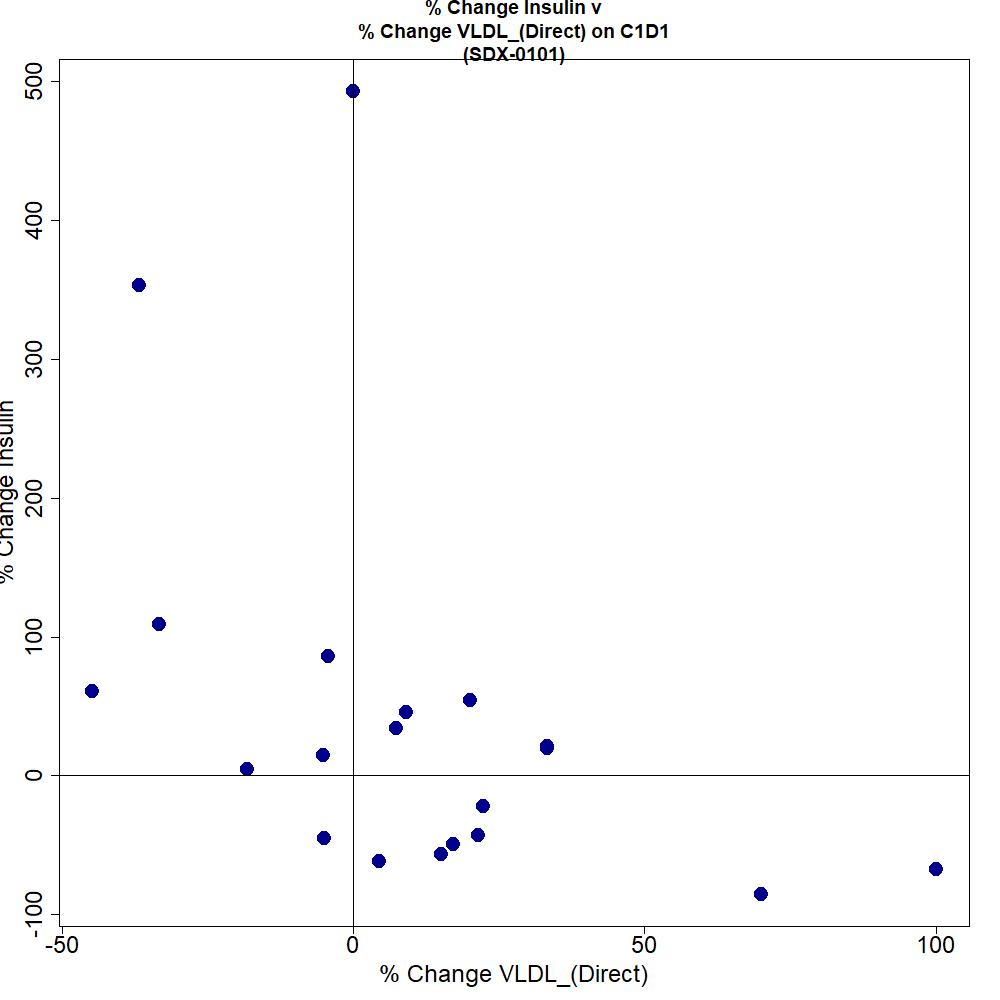 % Change Insulin v
% Change VLDL_(Direct) on C1D1
(SDX-0101)
500
400
300
200
100
0
-100
% Change Insulin
-50
0
50
100
% Change VLDL_(Direct)